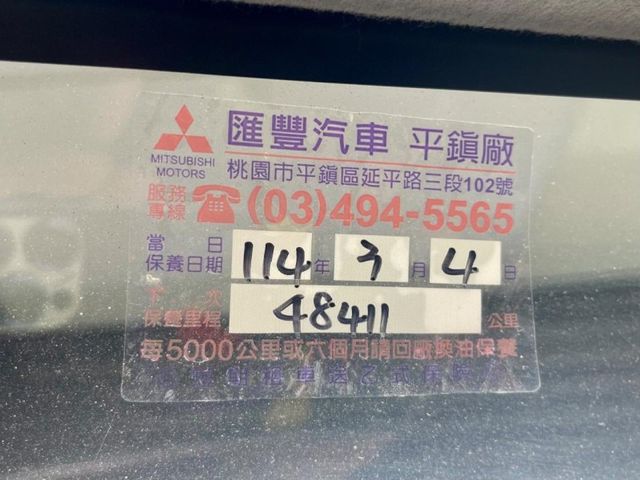 匯豐汽車 平鎮廠
MITSUBISHI
MOTORS
桃園市平鎮區延平路三段102號
服務
專線 ☎(03)494-5565
當日
保養日期 114年3月4日
下次
保養里程 48411 公里
每5000公里或六個月請回廠換油保養